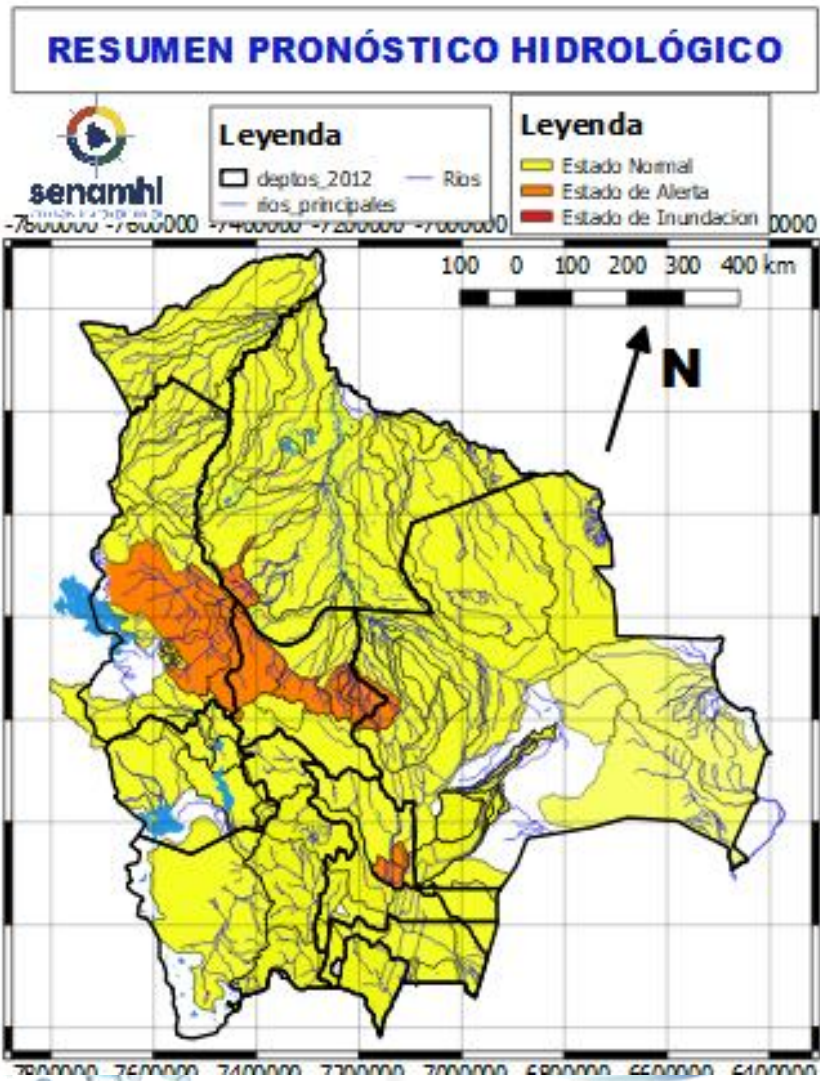 RESUMEN PRONÓSTICO HIDROLÓGICO
senamhi
Leyenda
deptos_2012
Rios
rios_principales
Leyenda
Estado Normal
Estado de Alerta
Estado de Inundacion
-7800000 -7600000 -7400000 -7200000 -7000000
100 0 100 200 300 400 km
N
-7800000 -7600000 -7400000 -7200000 -7000000 -6800000 -6600000 -6400000